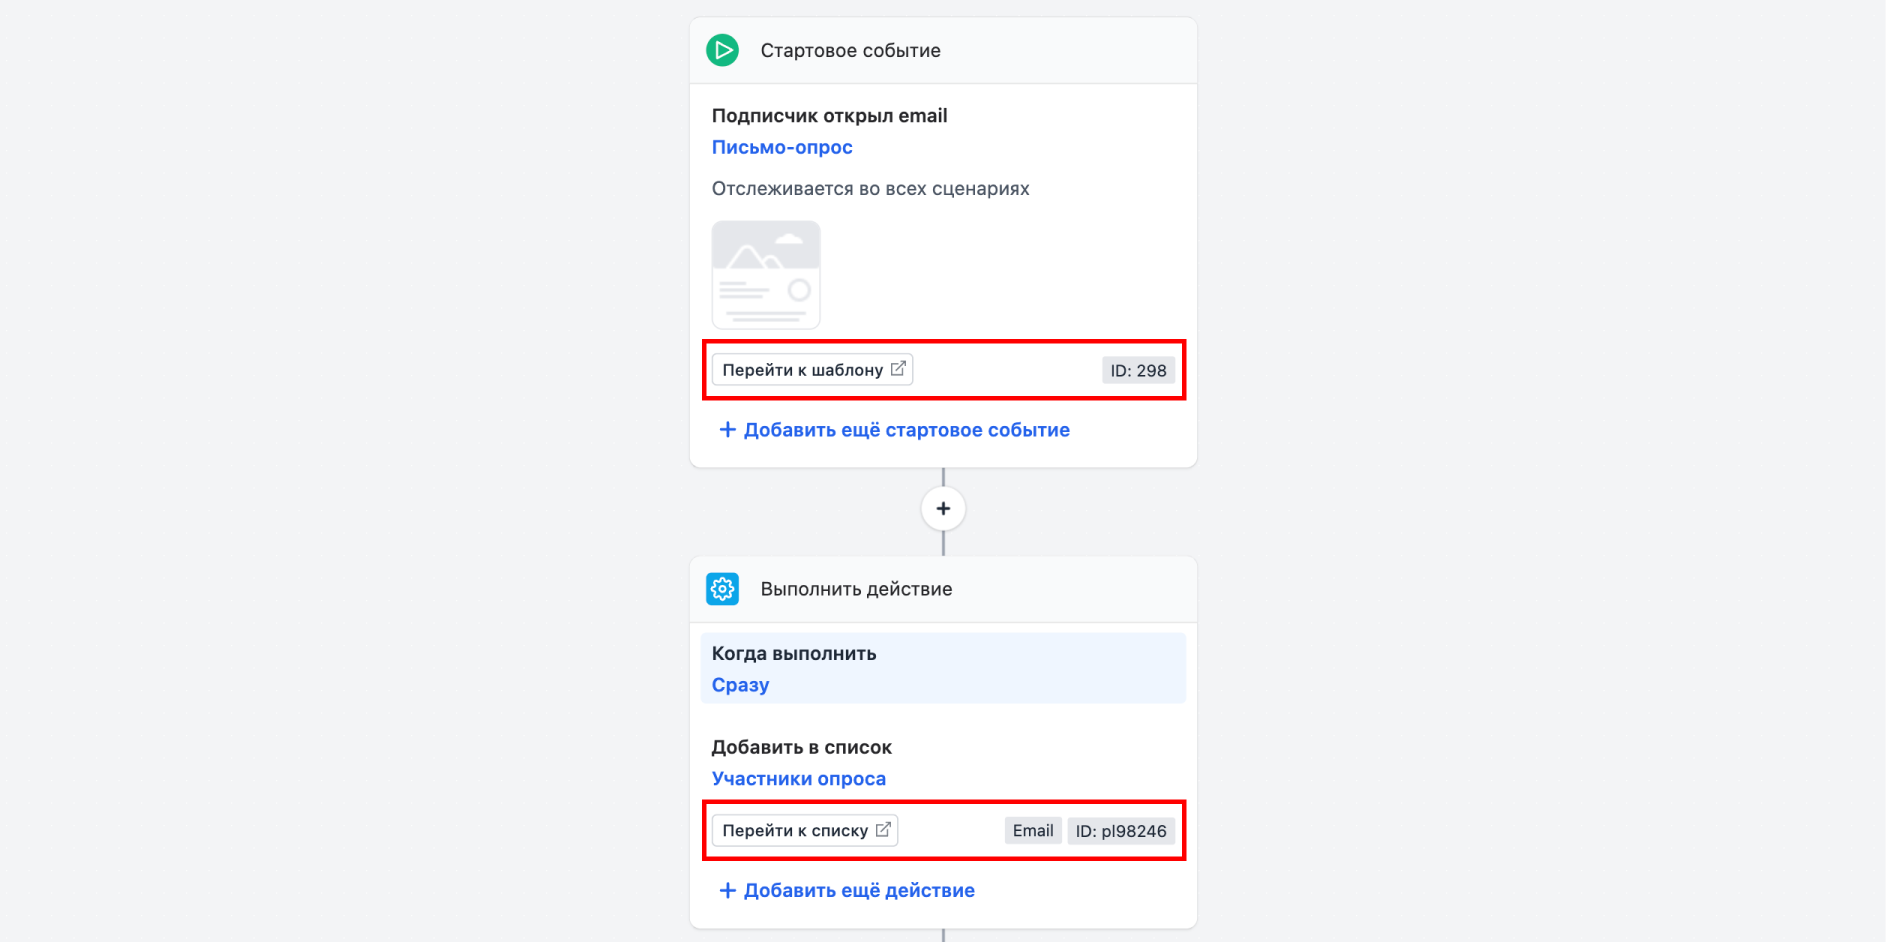 Стартовое событие
Подписчик открыл email
Письмо-опрос
Отслеживается во всех сценариях
Перейти к шаблону ID: 298
+ Добавить ещё стартовое событие
+
Выполнить действие
Когда выполнить
Сразу
Добавить в список
Участники опроса
Перейти к списку Email ID: pl98246
+ Добавить ещё действие